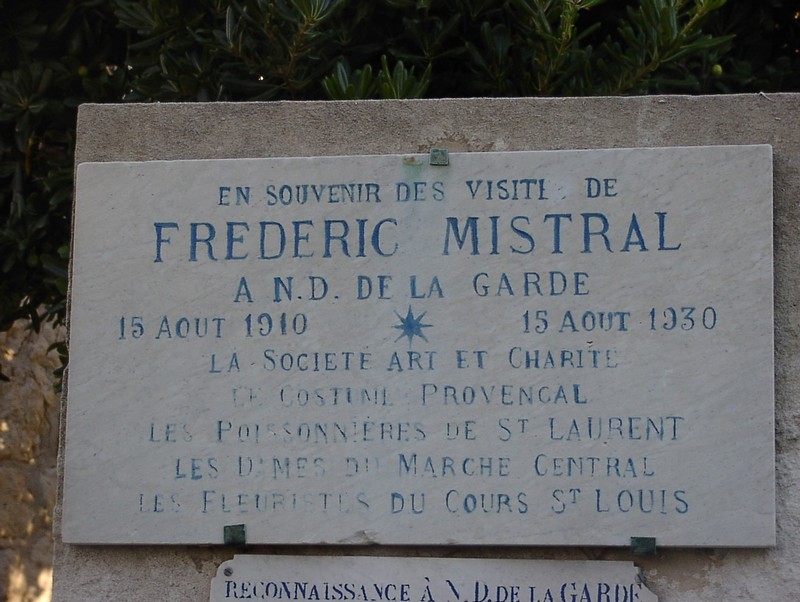 EN SOUVENIR DES VISITES DE
FREDERIC MISTRAL
A N.D. DE LA GARDE
15 AOUT 1910 15 AOUT 1930
LA SOCIETE ART ET CHARITE
LE COSTUME PROVENCAL
LES POISSONNIÈRES DE ST LAURENT
LES DAMES DU MARCHE CENTRAL
LES FLEURISTES DU COURS ST LOUIS
RECONNAISSANCE À N.D. DE LA GARDE